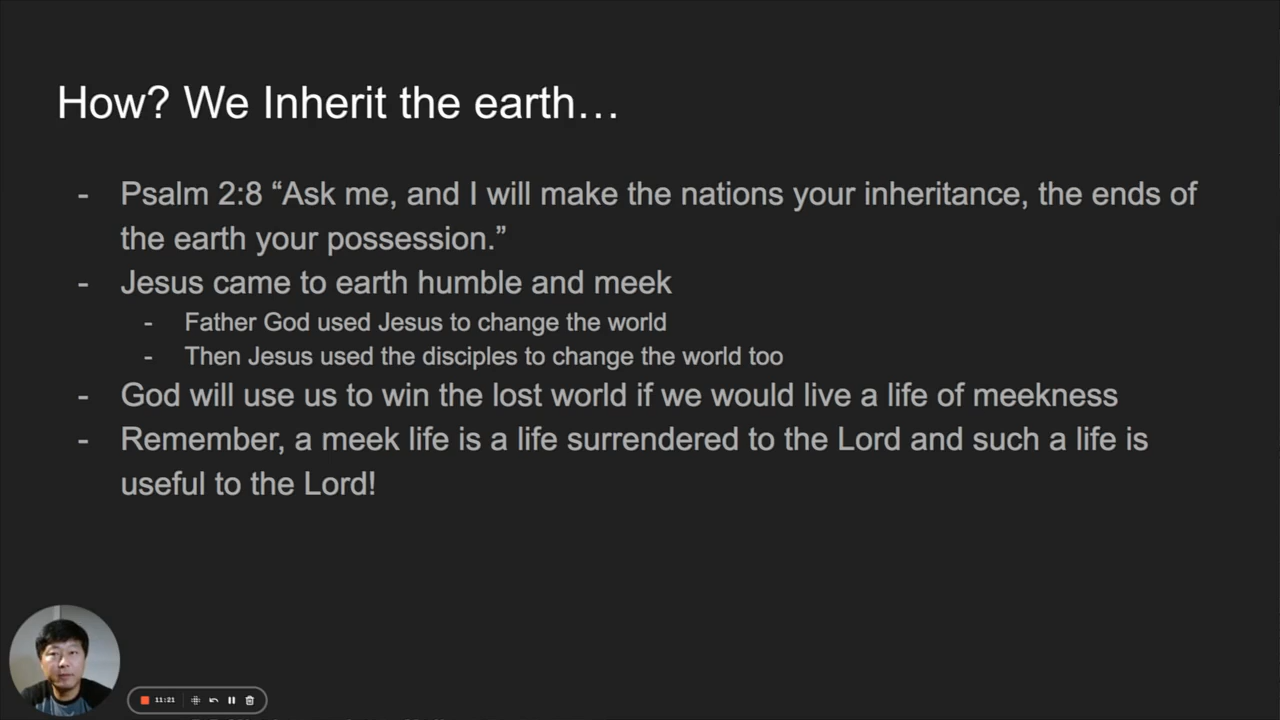 How? We Inherit the earth…
- Psalm 2:8 “Ask me, and I will make the nations your inheritance, the ends of
the earth your possession.”
- Jesus came to earth humble and meek
- Father God used Jesus to change the world
- Then Jesus used the disciples to change the world too
- God will use us to win the lost world if we would live a life of meekness
- Remember, a meek life is a life surrendered to the Lord and such a life is
useful to the Lord!
11:21